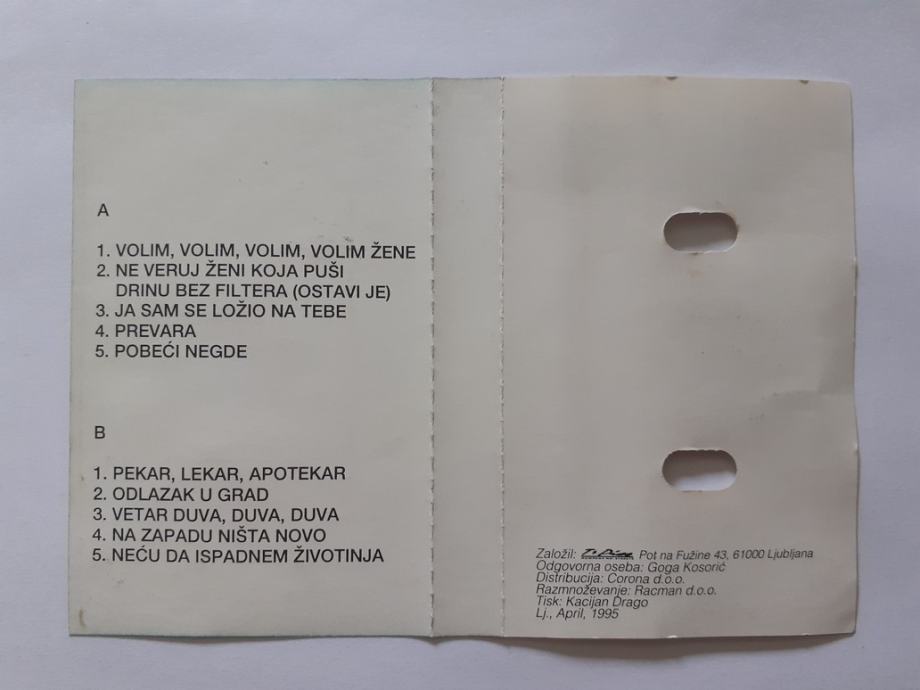 A
1. VOLIM, VOLIM, VOLIM, VOLIM ŽENE
2. NE VERUJ ŽENI KOJA PUŠI
DRINU BEZ FILTERA (OSTAVI JE)
3. JA SAM SE LOŽIO NA TEBE
4. PREVARA
5. POBEĆI NEGDE
B
1. PEKAR, LEKAR, APOTEKAR
2. ODLAZAK U GRAD
3. VETAR DUVA, DUVA, DUVA
4. NA ZAPADU NIŠTA NOVO
5. NEĆU DA ISPADNEM ŽIVOTINJA
Založil: Pot na Fužine 43, 61000 Ljubljana
Odgovorna oseba: Goga Kosorić
Distribucija: Corona d.o.o.
Razmnoževanje: Racman d.o.o.
Tisk: Kacijan Drago
Lj., April, 1995